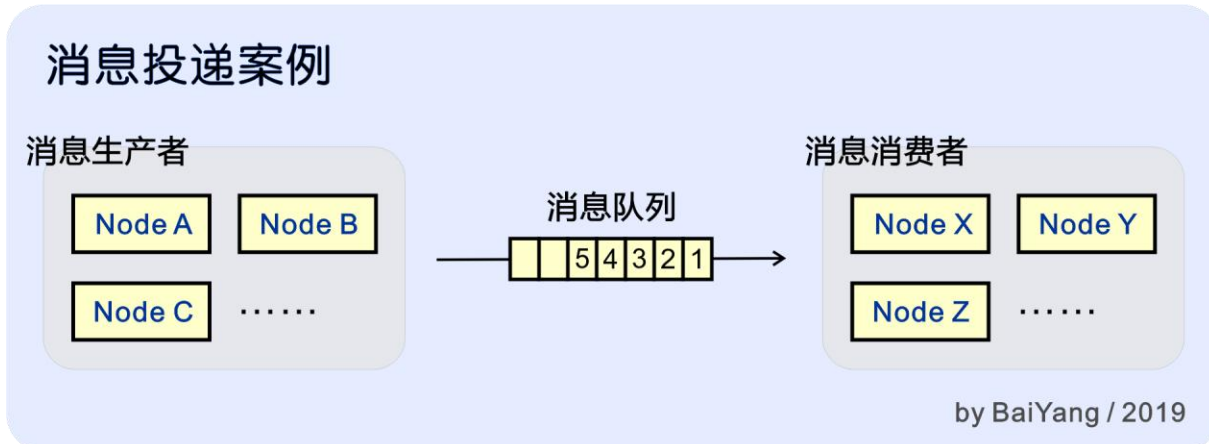 消息投递案例
消息生产者
Node A
Node B
Node C
······
消息队列
5 4 3 2 1
消息消费者
Node X
Node Y
Node Z
······
by BaiYang / 2019